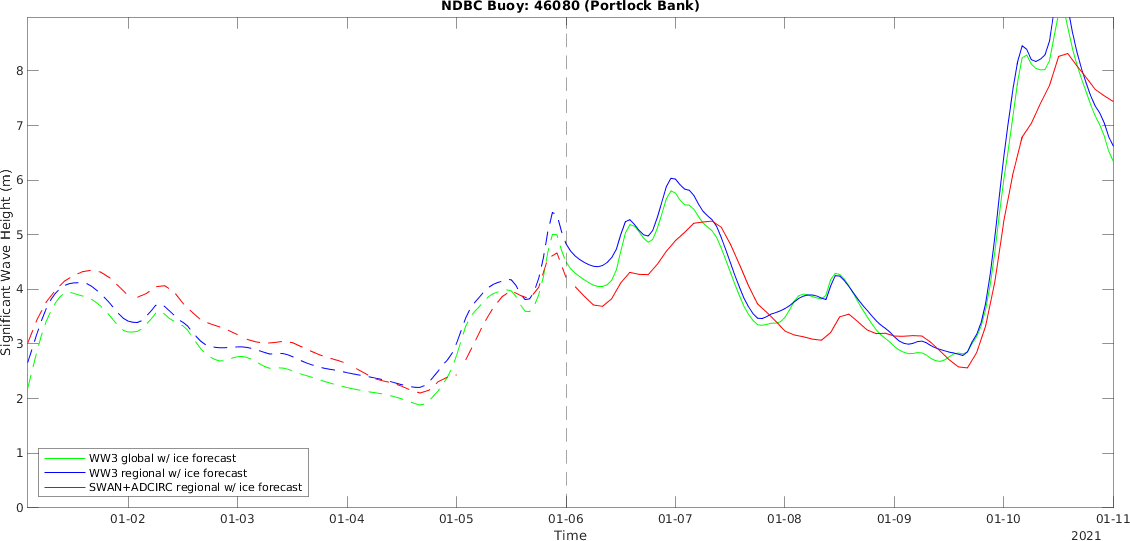 NDBC Buoy: 46080 (Portlock Bank)
Significant Wave Height (m)
8
7
6
5
4
3
2
1
0
WW3 global w/ ice forecast
WW3 regional w/ ice forecast
SWAN+ADCIRC regional w/ ice forecast
01-02 01-03 01-04 01-05 01-06 01-07 01-08 01-09 01-10 01-11
Time
2021